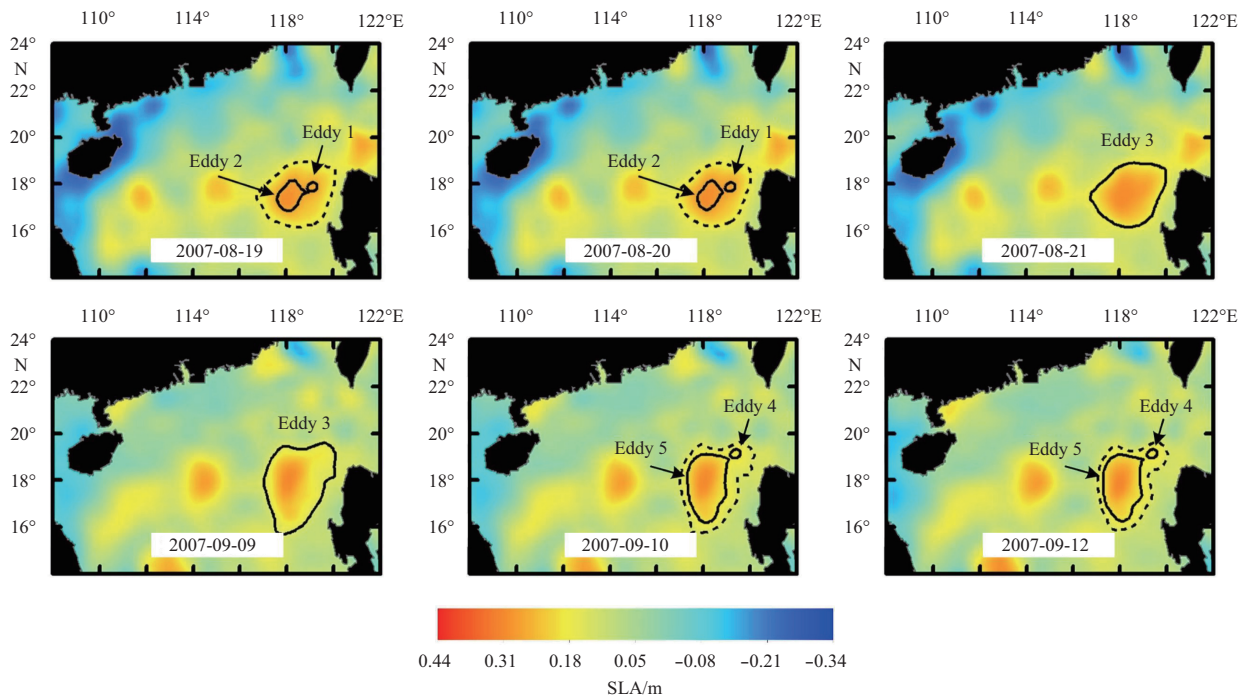 110° 114° 118° 122°E 110° 114° 118° 122°E 110° 114° 118° 122°E
24° 24° 24°
N N N
22° 22° 22°
20° Eddy 1 20° Eddy 1 20° Eddy 3
Eddy 2 Eddy 2
18° 18° 18°
16° 16° 16°
2007-08-19 2007-08-20 2007-08-21
110° 114° 118° 122°E 110° 114° 118° 122°E 110° 114° 118° 122°E
24° 24° 24°
N N N
22° 22° 22°
Eddy 3 Eddy 4 Eddy 4
20° 20° Eddy 5 20° Eddy 5
18° 18° 18°
16° 16° 16°
2007-09-09 2007-09-10 2007-09-12
0.44 0.31 0.18 0.05 −0.08 −0.21 −0.34
SLA/m